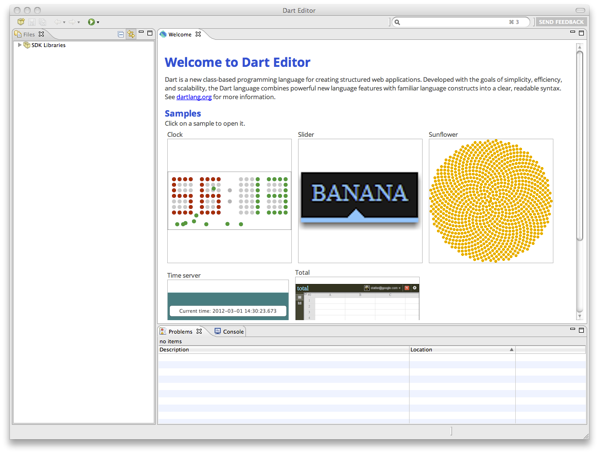 Dart Editor
⌘ 3
SEND FEEDBACK
Files
Welcome
SDK Libraries
Welcome to Dart Editor
Dart is a new class-based programming language for creating structured web applications. Developed with the goals of simplicity, efficiency,
and scalability, the Dart language combines powerful new language features with familiar language constructs into a clear, readable syntax.
See dartlang.org for more information.
Samples
Click on a sample to open it.
Clock
Slider
Sunflower
56 14
BANANA
Time server
Total
Current time: 2012-03-01 14:30:23.673
total
Problems
Console
no items
Description
Location